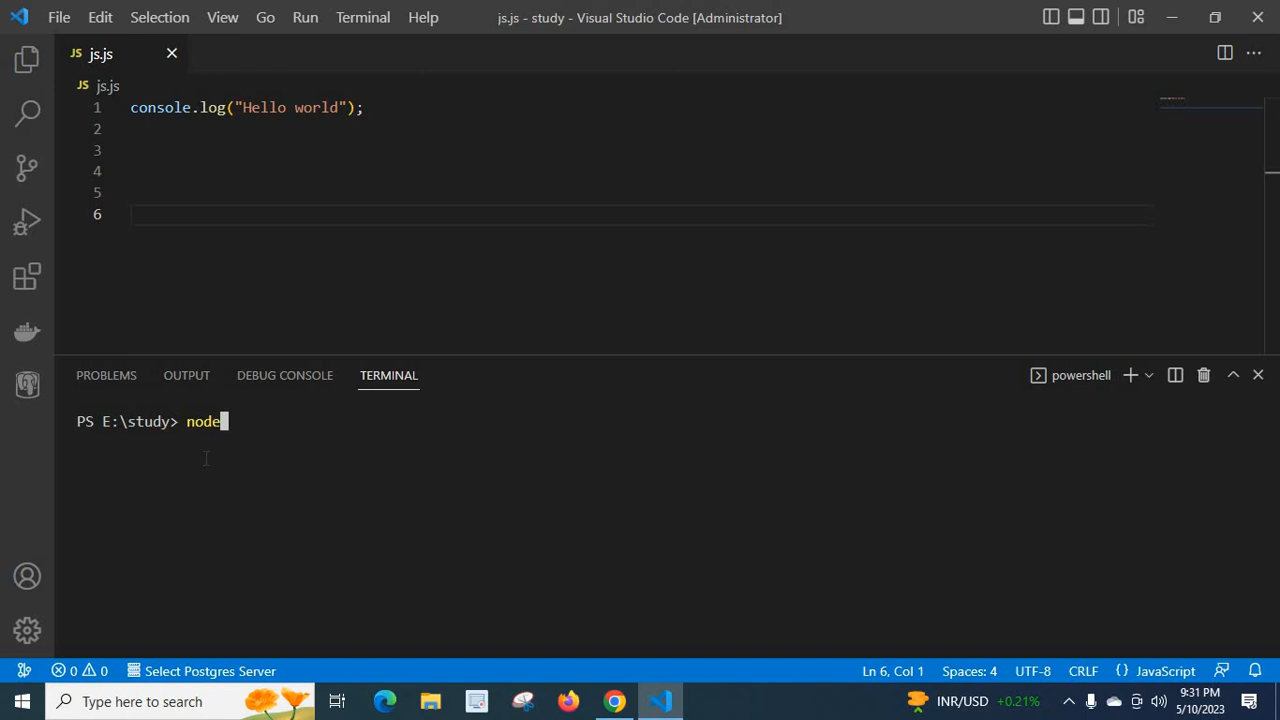 File Edit Selection View Go Run Terminal Help js.js - study - Visual Studio Code [Administrator]
JS js.js
JS js.js
1 console.log("Hello world");
2
3
4
5
6
PROBLEMS OUTPUT DEBUG CONSOLE TERMINAL powershell
PS E:\study> node
0 0 Select Postgres Server Ln 6, Col 1 Spaces: 4 UTF-8 CRLF {} JavaScript
Type here to search INR/USD +0.21% 9:31 PM
5/10/2023